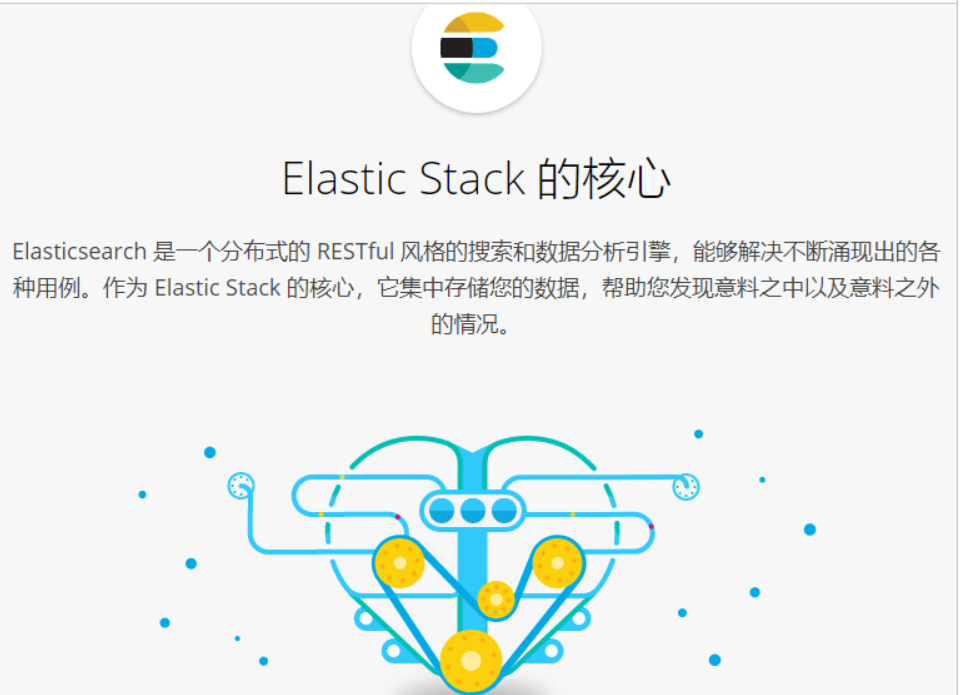 Elastic Stack 的核心
Elasticsearch 是一个分布式的 RESTful 风格的搜索和数据分析引擎，能够解决不断涌现出的各
种用例。作为 Elastic Stack 的核心，它集中存储您的数据，帮助您发现意料之中以及意料之外
的情况。